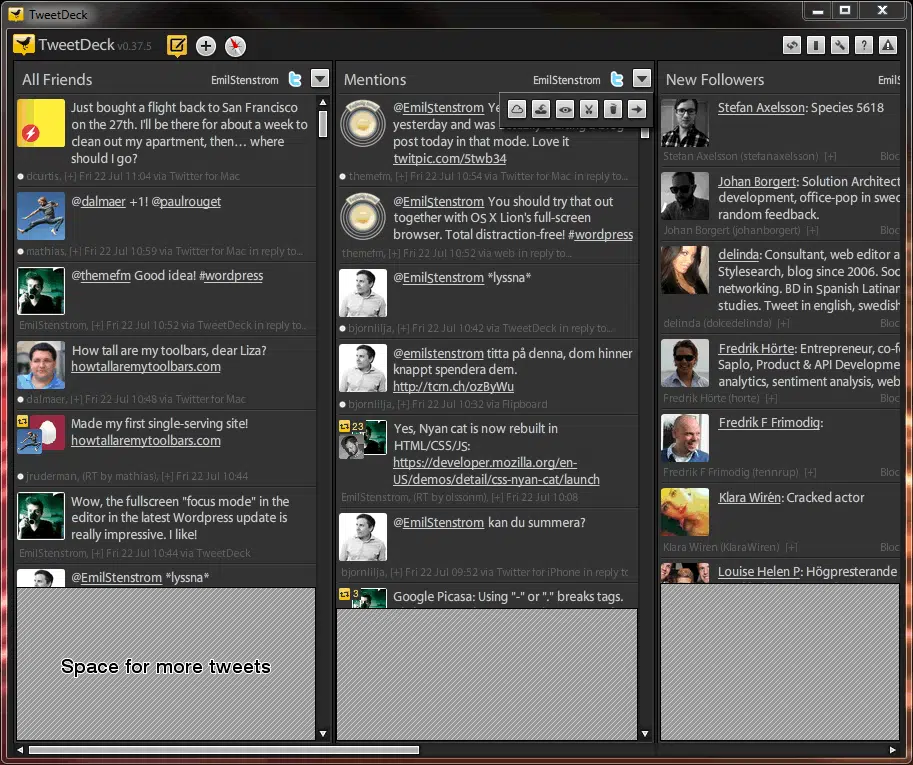 TweetDeck
TweetDeck v0.37.5
All Friends EmilStenstrom
Just bought a flight back to San Francisco
on the 27th. I'll be there for about a week to
clean out my apartment, then... where
should I go?
dcurtis, [+] Fri 22 Jul 11:04 via Twitter for Mac
@dalmaer +1! @paulrouget
mathias, [+] Fri 22 Jul 10:59 via Twitter for Mac in reply to...
@themefm Good idea! #wordpress
EmilStenstrom, [+] Fri 22 Jul 10:52 via TweetDeck in reply to...
How tall are my toolbars, dear Liza?
howtallaremytoolbars.com
dalmaer, [+] Fri 22 Jul 10:48 via Twitter for Mac
Made my first single-serving site!
howtallaremytoolbars.com
jruderman, (RT by mathias), [+] Fri 22 Jul 10:44
Wow, the fullscreen "focus mode" in the
editor in the latest Wordpress update is
really impressive. I like!
EmilStenstrom, [+] Fri 22 Jul 10:44 via TweetDeck
@EmilStenstrom *lyssna*
Space for more tweets
Mentions EmilStenstrom
@EmilStenstrom Ye
yesterday and was
post today in that mode. Love it
twitpic.com/5twb34
themefm, [+] Fri 22 Jul 10:54 via Twitter for Mac in reply to...
@EmilStenstrom You should try that out
together with Os X Lion's full-screen
browser. Total distraction-free! #wordpress
themefm, [+] Fri 22 Jul 10:52 via web in reply to...
@EmilStenstrom *lyssna*
bjornlilja, [+] Fri 22 Jul 10:42 via TweetDeck in reply to...
@emilstenstrom titta på denna, dom hinner
knappt spendera dem.
http://tcrn.ch/ozByWu
bjornlilja, [+] Fri 22 Jul 10:32 via Flipboard
23
Yes, Nyan cat is now rebuilt in
HTML/CSS/JS:
https://developer.mozilla.org/en-
US/demos/detail/css-nyan-cat/launch
EmilStenstrom, (RT by olssonm), [+] Fri 22 Jul 10:08
@EmilStenstrom kan du summera?
bjornlilja, [+] Fri 22 Jul 09:52 via Twitter for iPhone in reply to
3
Google Picasa: Using "-" or "." breaks tags.
New Followers EmilS
Stefan Axelsson: Species 5618
Stefan Axelsson (stefanaxelsson) [+] Bloc
Johan Borgert: Solution Architect
development, office-pop in swed
random feedback.
Johan Borgert (johanborgert) [+] Bloc
delinda: Consultant, web editor a
Stylesearch, blog since 2006. Soc
networking. BD in Spanish Latinam
studies. Tweet in english, swedish
delinda (dolcedelinda) [+] Bloc
Fredrik Hörte: Entrepreneur, co-fo
Saplo, Product & API Developme
analytics, sentiment analysis, web
Fredrik Hörte (horte) [+] Bloc
Fredrik F Frimodig:
Fredrik F Frimodig (fennrup) [+] Bloc
Klara Wirén: Cracked actor
Klara Wiren (KlaraWiren) [+] Bloc
Louise Helen P: Högpresterande